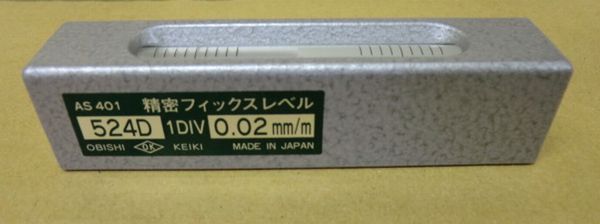 AS 401 精密フィックスレベル
524D 1DIV 0.02 mm/m
OBISHI OK KEIKI MADE IN JAPAN